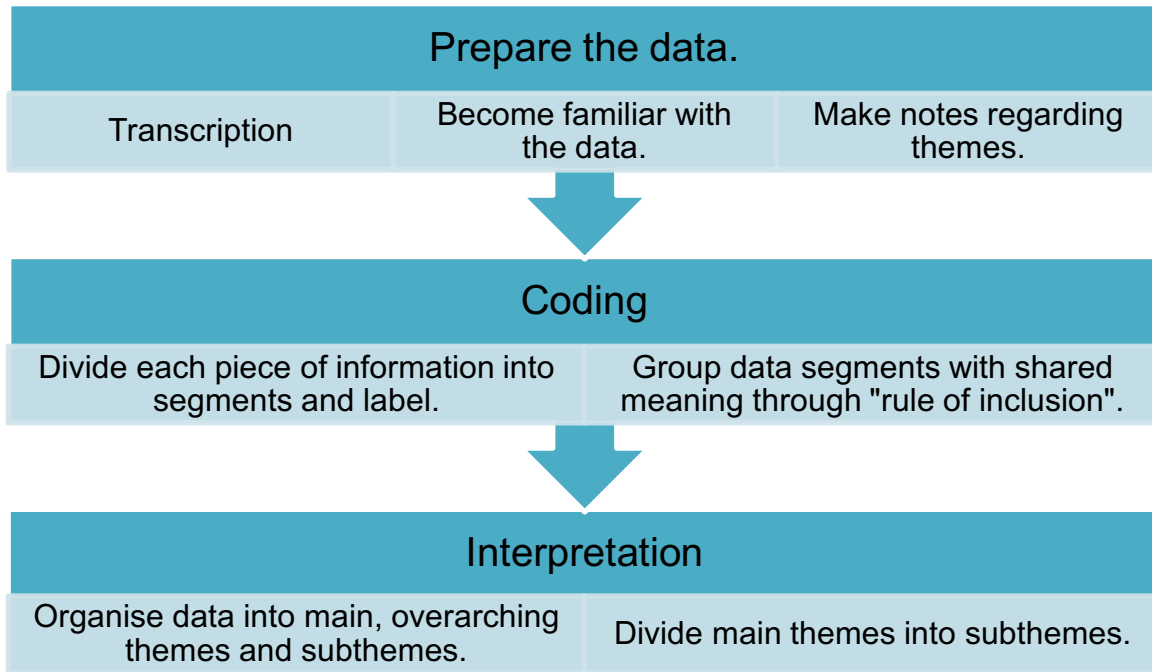 Prepare the data.
Transcription
Become familiar with
the data.
Make notes regarding
themes.
Coding
Divide each piece of information into
segments and label.
Group data segments with shared
meaning through "rule of inclusion".
Interpretation
Organise data into main, overarching
themes and subthemes.
Divide main themes into subthemes.